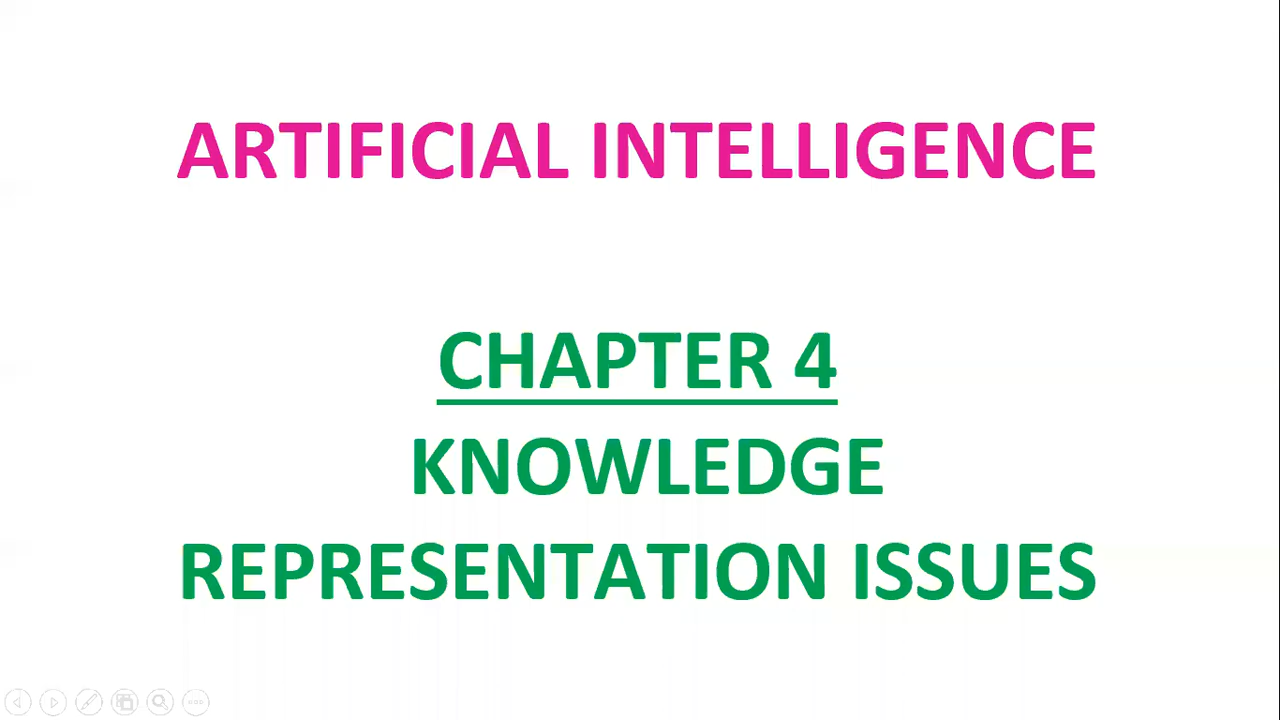 ARTIFICIAL INTELLIGENCE
CHAPTER 4
KNOWLEDGE
REPRESENTATION ISSUES